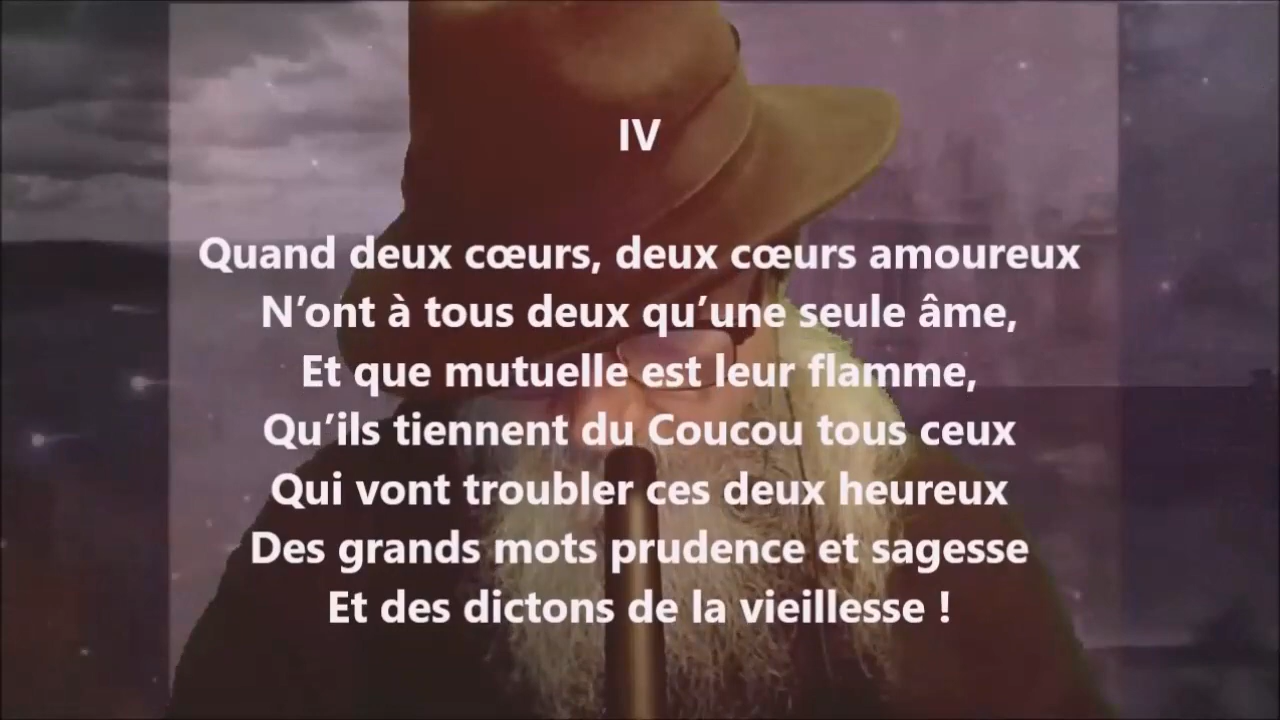 IV
Quand deux cœurs, deux cœurs amoureux
N’ont à tous deux qu’une seule âme,
Et que mutuelle est leur flamme,
Qu’ils tiennent du Coucou tous ceux
Qui vont troubler ces deux heureux
Des grands mots prudence et sagesse
Et des dictons de la vieillesse !